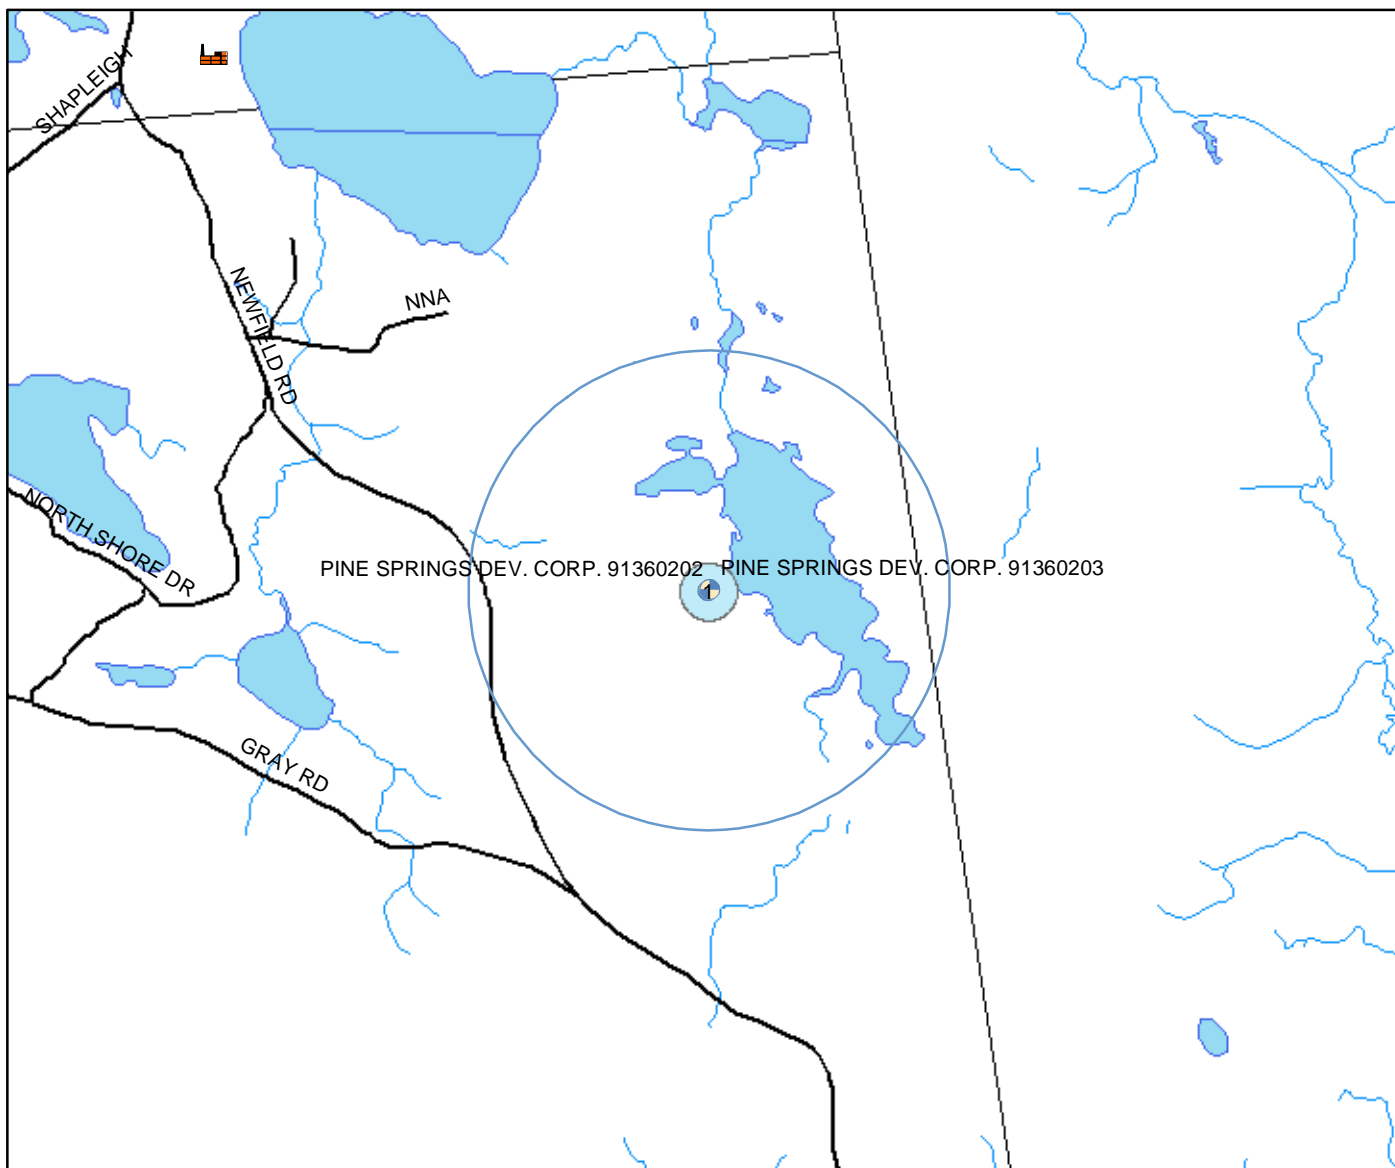 SHAPLEIGH
NEWFIELD RD
NNA
NORTH SHORE DR
PINE SPRINGS DEV. CORP. 91360202
PINE SPRINGS DEV. CORP. 91360203
1
GRAY RD